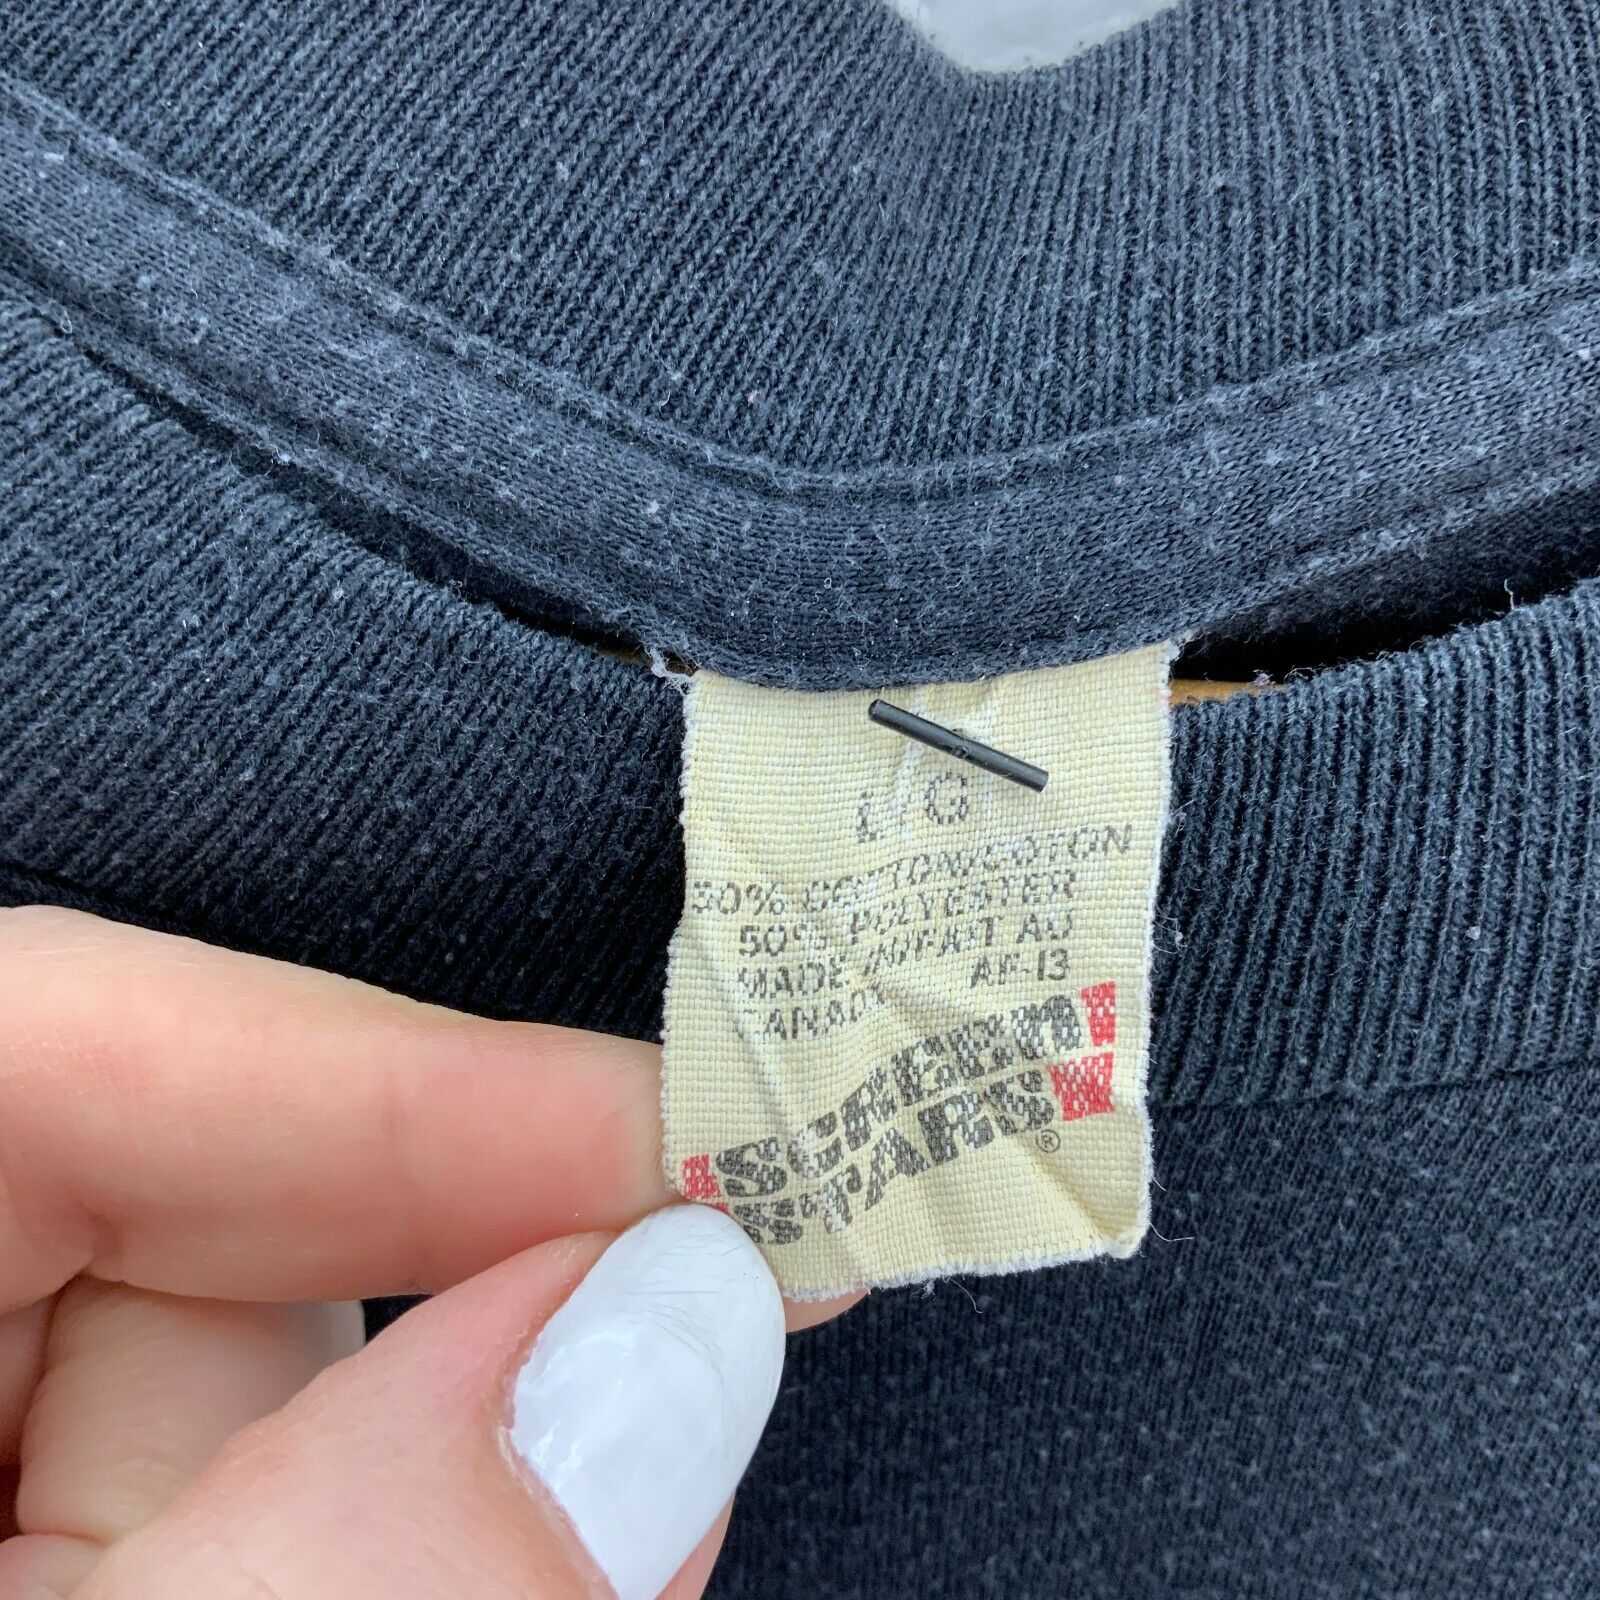 L/G
50% COTTON/COTON
50% POLYESTER
MADE IN/FAIT AU
CANADA AF-13
SCREEN
STARS ®